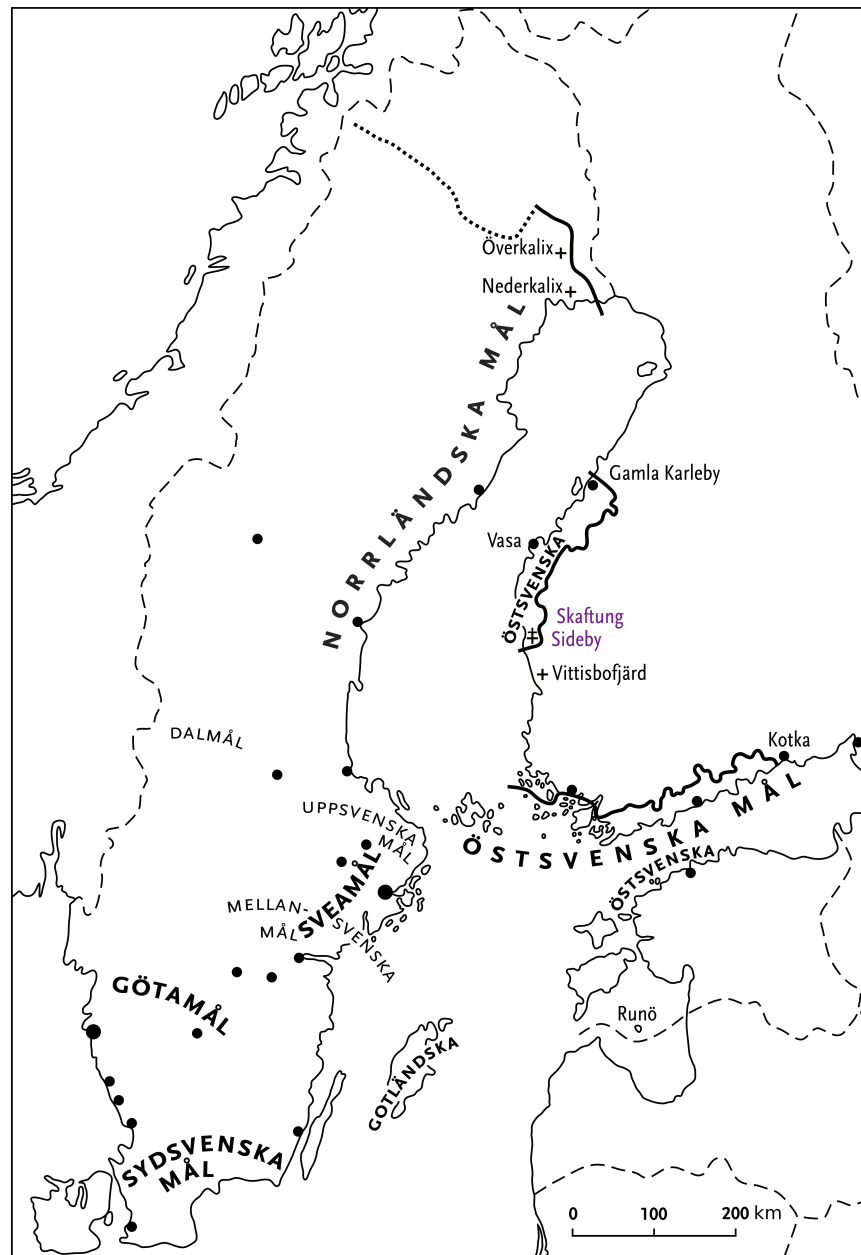 Överkalix
Nederkalix
NORRLÄNDSKA MÅL
Gamla Karleby
Vasa
ÖSTSVENSKA
Skaftung
Sideby
Vittisbofjärd
DALMÅL
Kotka
UPPSVENSKA
MÅL
ÖSTSVENSKA MÅL
SVEAMÅL
ÖSTSVENSKA
MELLAN-
SVENSKA
MÅL
GÖTAMÅL
Runö
GOTLÄNDSKA
SYDSVENSKA
MÅL
0 100 200 km